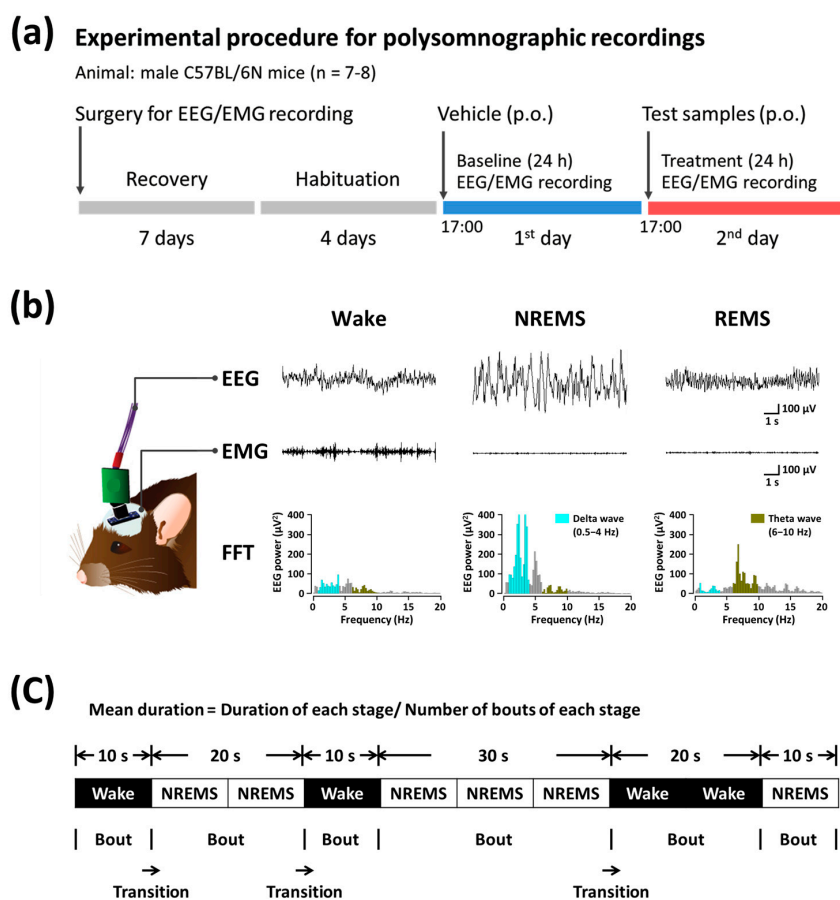 (a) Experimental procedure for polysomnographic recordings
Animal: male C57BL/6N mice (n = 7-8)
Surgery for EEG/EMG recording
Vehicle (p.o.)
Test samples (p.o.)
Recovery
Habituation
Baseline (24 h)
EEG/EMG recording
Treatment (24 h)
EEG/EMG recording
7 days
4 days
17:00
1st day
17:00
2nd day
(b)
Wake
NREMS
REMS
EEG
100 μV
1 s
EMG
100 μV
1 s
FFT
EEG power (μV²)
400
300
200
100
0
0 5 10 15 20
Frequency (Hz)
EEG power (μV²)
400
300
200
100
0
0 5 10 15 20
Frequency (Hz)
Delta wave
(0.5–4 Hz)
EEG power (μV²)
400
300
200
100
0
0 5 10 15 20
Frequency (Hz)
Theta wave
(6–10 Hz)
(C)
Mean duration = Duration of each stage/ Number of bouts of each stage
10 s 20 s 10 s 30 s 20 s 10 s
Wake NREMS NREMS Wake NREMS NREMS NREMS Wake Wake NREMS
Bout Bout Bout Bout Bout Bout
Transition Transition Transition